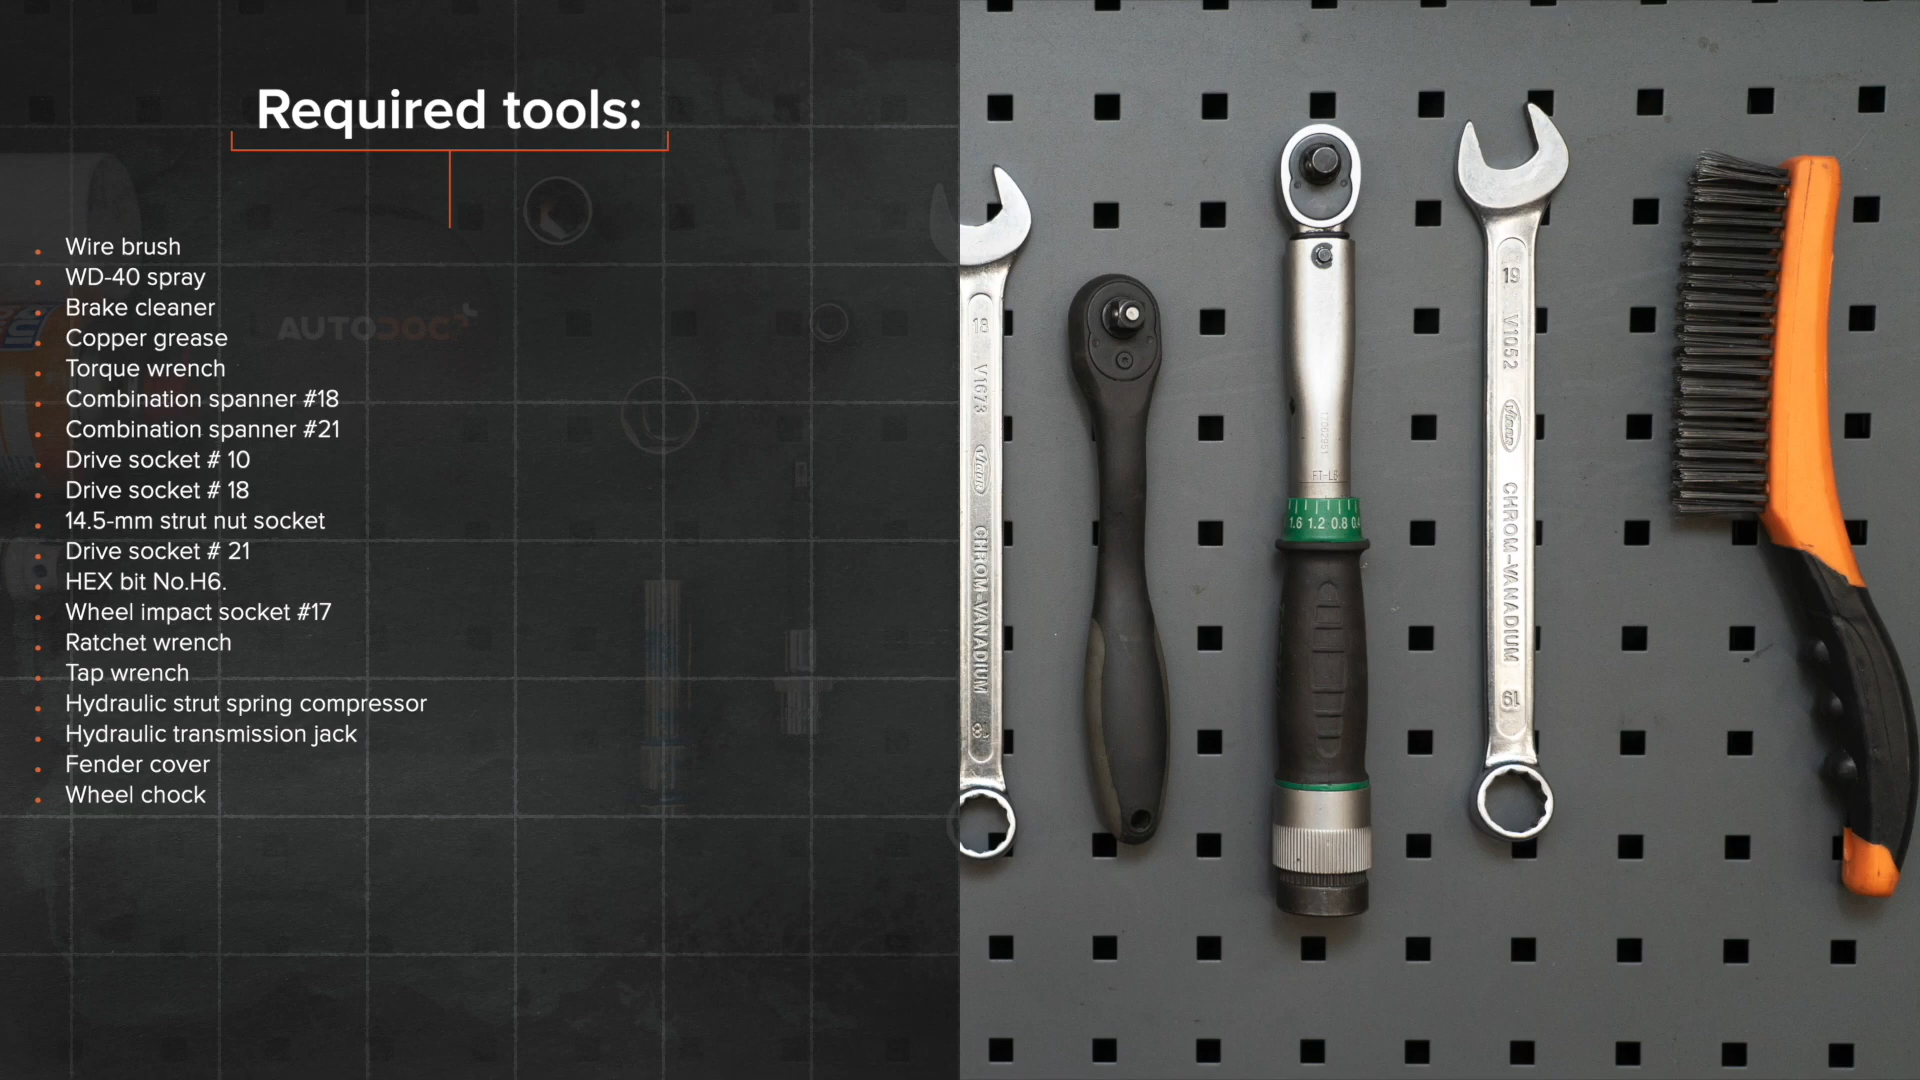 Required tools:
Wire brush
WD-40 spray
Brake cleaner
AUTODOC
Copper grease
Torque wrench
Combination spanner #18
Combination spanner #21
Drive socket # 10
Drive socket # 18
14.5-mm strut nut socket
Drive socket # 21
HEX bit No.H6.
Wheel impact socket #17
Ratchet wrench
Tap wrench
Hydraulic strut spring compressor
Hydraulic transmission jack
Fender cover
Wheel chock
18
V1673
CHROM-VANADIUM
18
1.6 1.2 0.8
19
V1052
CHROM-VANADIUM
19